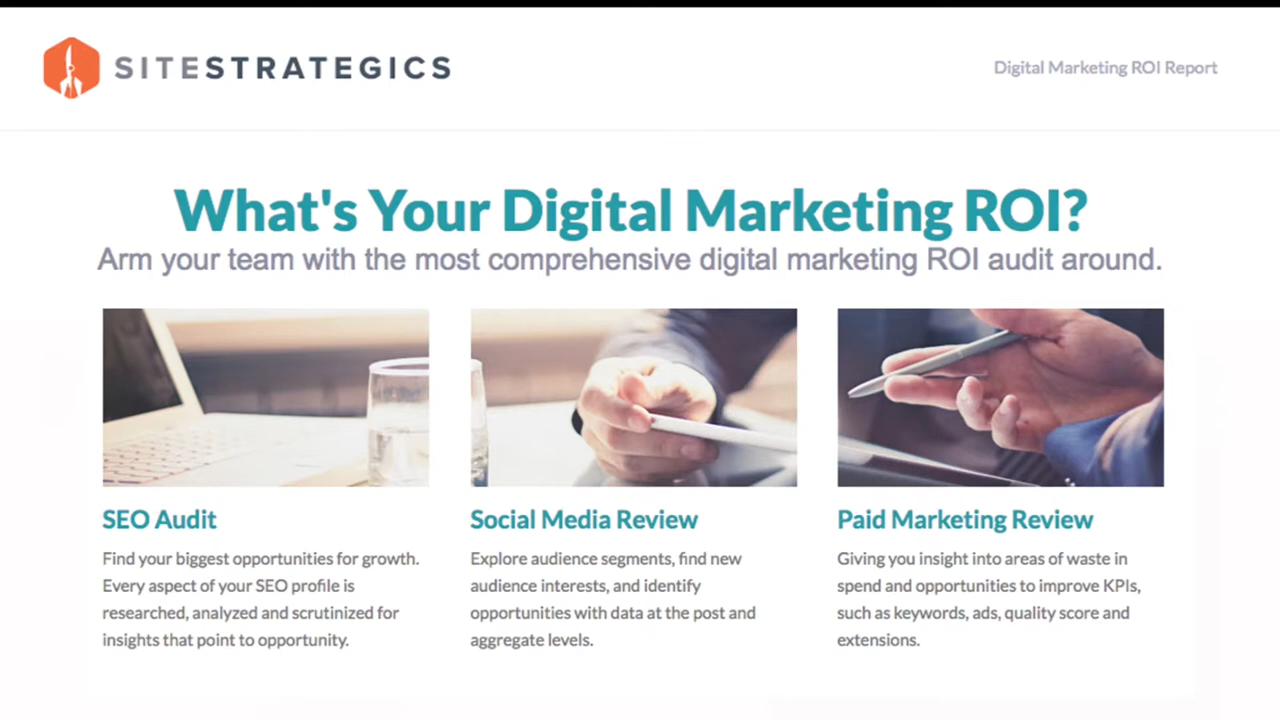 SITESTRATEGICS
Digital Marketing ROI Report
What's Your Digital Marketing ROI?
Arm your team with the most comprehensive digital marketing ROI audit around.
SEO Audit
Find your biggest opportunities for growth.
Every aspect of your SEO profile is
researched, analyzed and scrutinized for
insights that point to opportunity.
Social Media Review
Explore audience segments, find new
audience interests, and identify
opportunities with data at the post and
aggregate levels.
Paid Marketing Review
Giving you insight into areas of waste in
spend and opportunities to improve KPIs,
such as keywords, ads, quality score and
extensions.